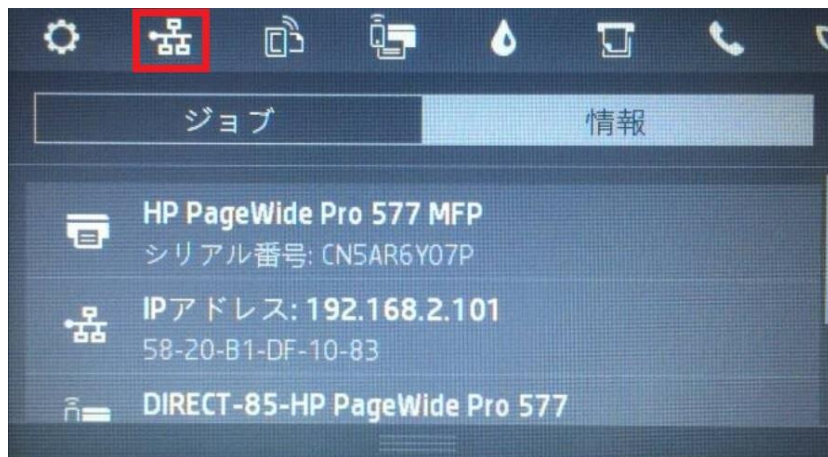 ジョブ
情報
HP PageWide Pro 577 MFP
シリアル番号: CN5AR6Y07P
IPアドレス: 192.168.2.101
58-20-B1-DF-10-83
DIRECT-85-HP PageWide Pro 577